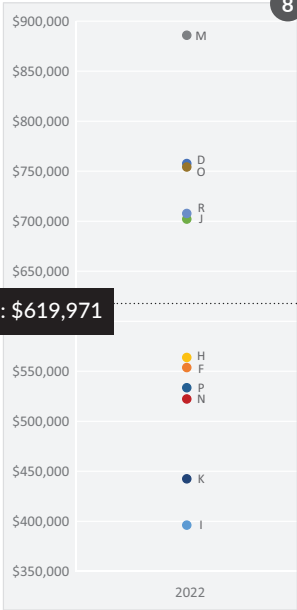 8
$900,000
M
$850,000
$800,000
$750,000
D
O
$700,000
R
J
$650,000
: $619,971
$550,000
H
F
P
N
$500,000
$450,000
K
$400,000
I
$350,000
2022